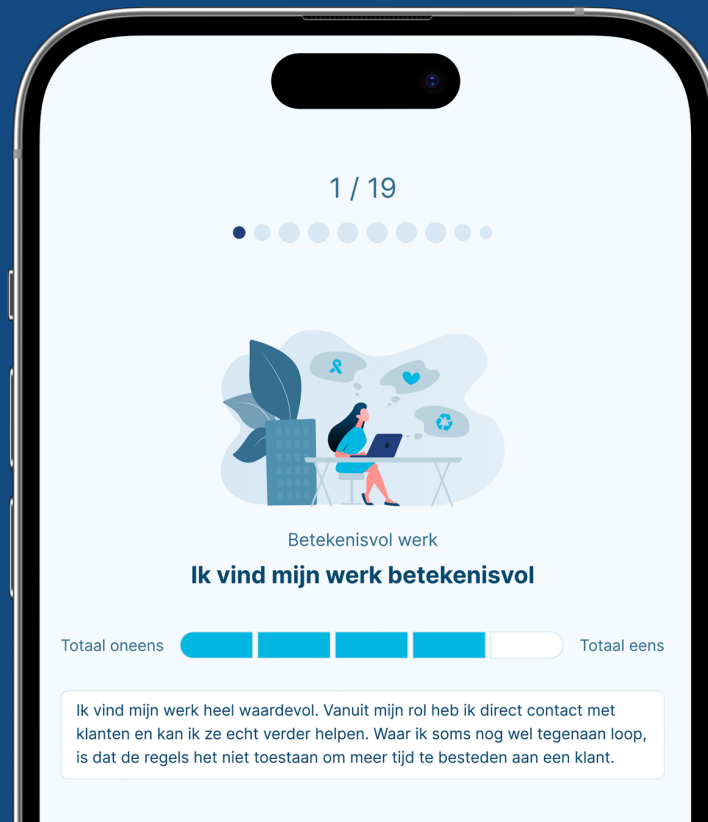 1 / 19
Betekenisvol werk
Ik vind mijn werk betekenisvol
Totaal oneens
Totaal eens
Ik vind mijn werk heel waardevol. Vanuit mijn rol heb ik direct contact met
klanten en kan ik ze echt verder helpen. Waar ik soms nog wel tegenaan loop,
is dat de regels het niet toestaan om meer tijd te besteden aan een klant.